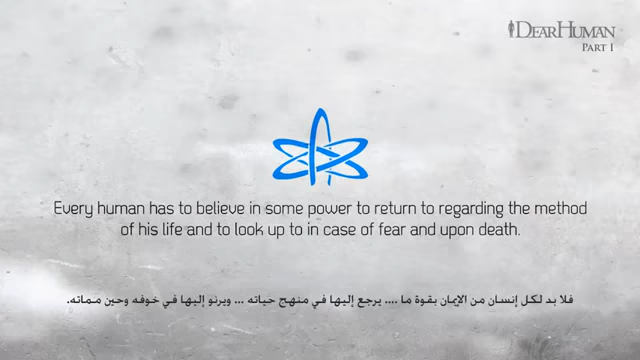 DearHuman
Part 1
Every human has to believe in some power to return to regarding the method
of his life and to look up to in case of fear and upon death.
فلا بد لكل إنسان من الإيمان بقوة ما .... يرجع إليها في منهج حياته ... ويرنو إليها في خوفه وحين مماته.